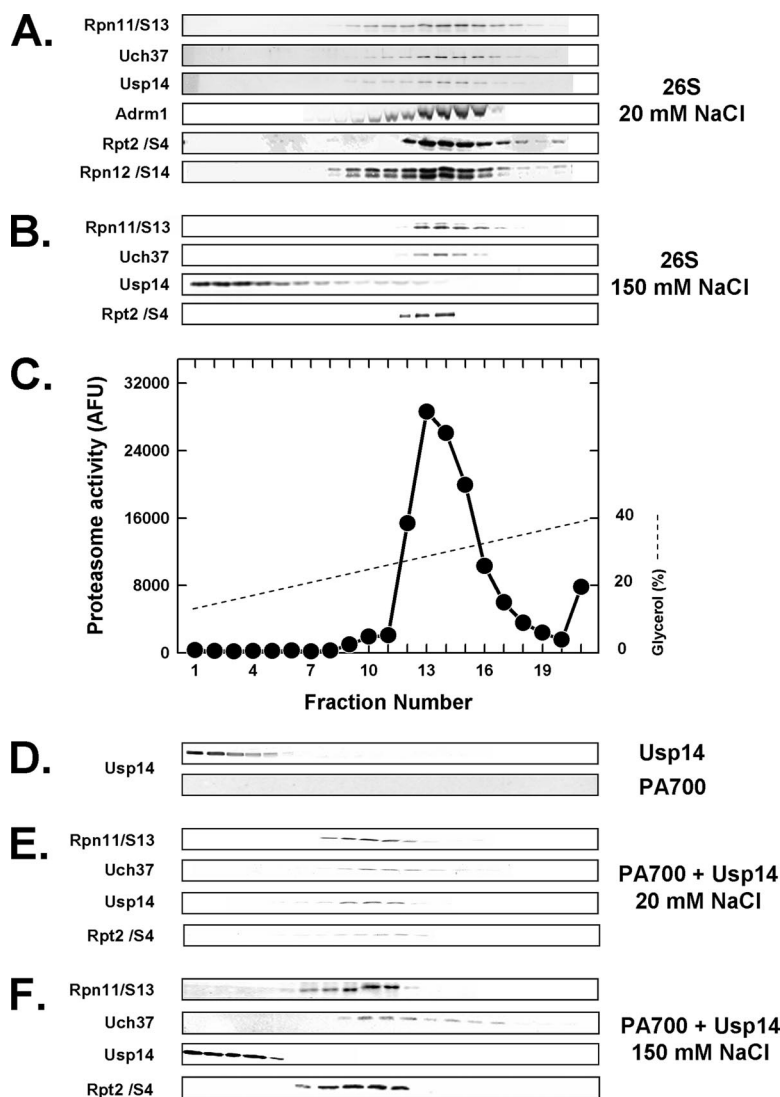 A.
Rpn11/S13
Uch37
Usp14
Adrm1
Rpt2 /S4
Rpn12 /S14
26S
20 mM NaCl
B.
Rpn11/S13
Uch37
Usp14
Rpt2 /S4
26S
150 mM NaCl
C.
Proteasome activity (AFU)
32000
24000
16000
8000
0
40
20
0
Glycerol (%)
1 4 7 10 13 16 19
Fraction Number
D.
Usp14
Usp14
PA700
E.
Rpn11/S13
Uch37
Usp14
Rpt2 /S4
PA700 + Usp14
20 mM NaCl
F.
Rpn11/S13
Uch37
Usp14
Rpt2 /S4
PA700 + Usp14
150 mM NaCl